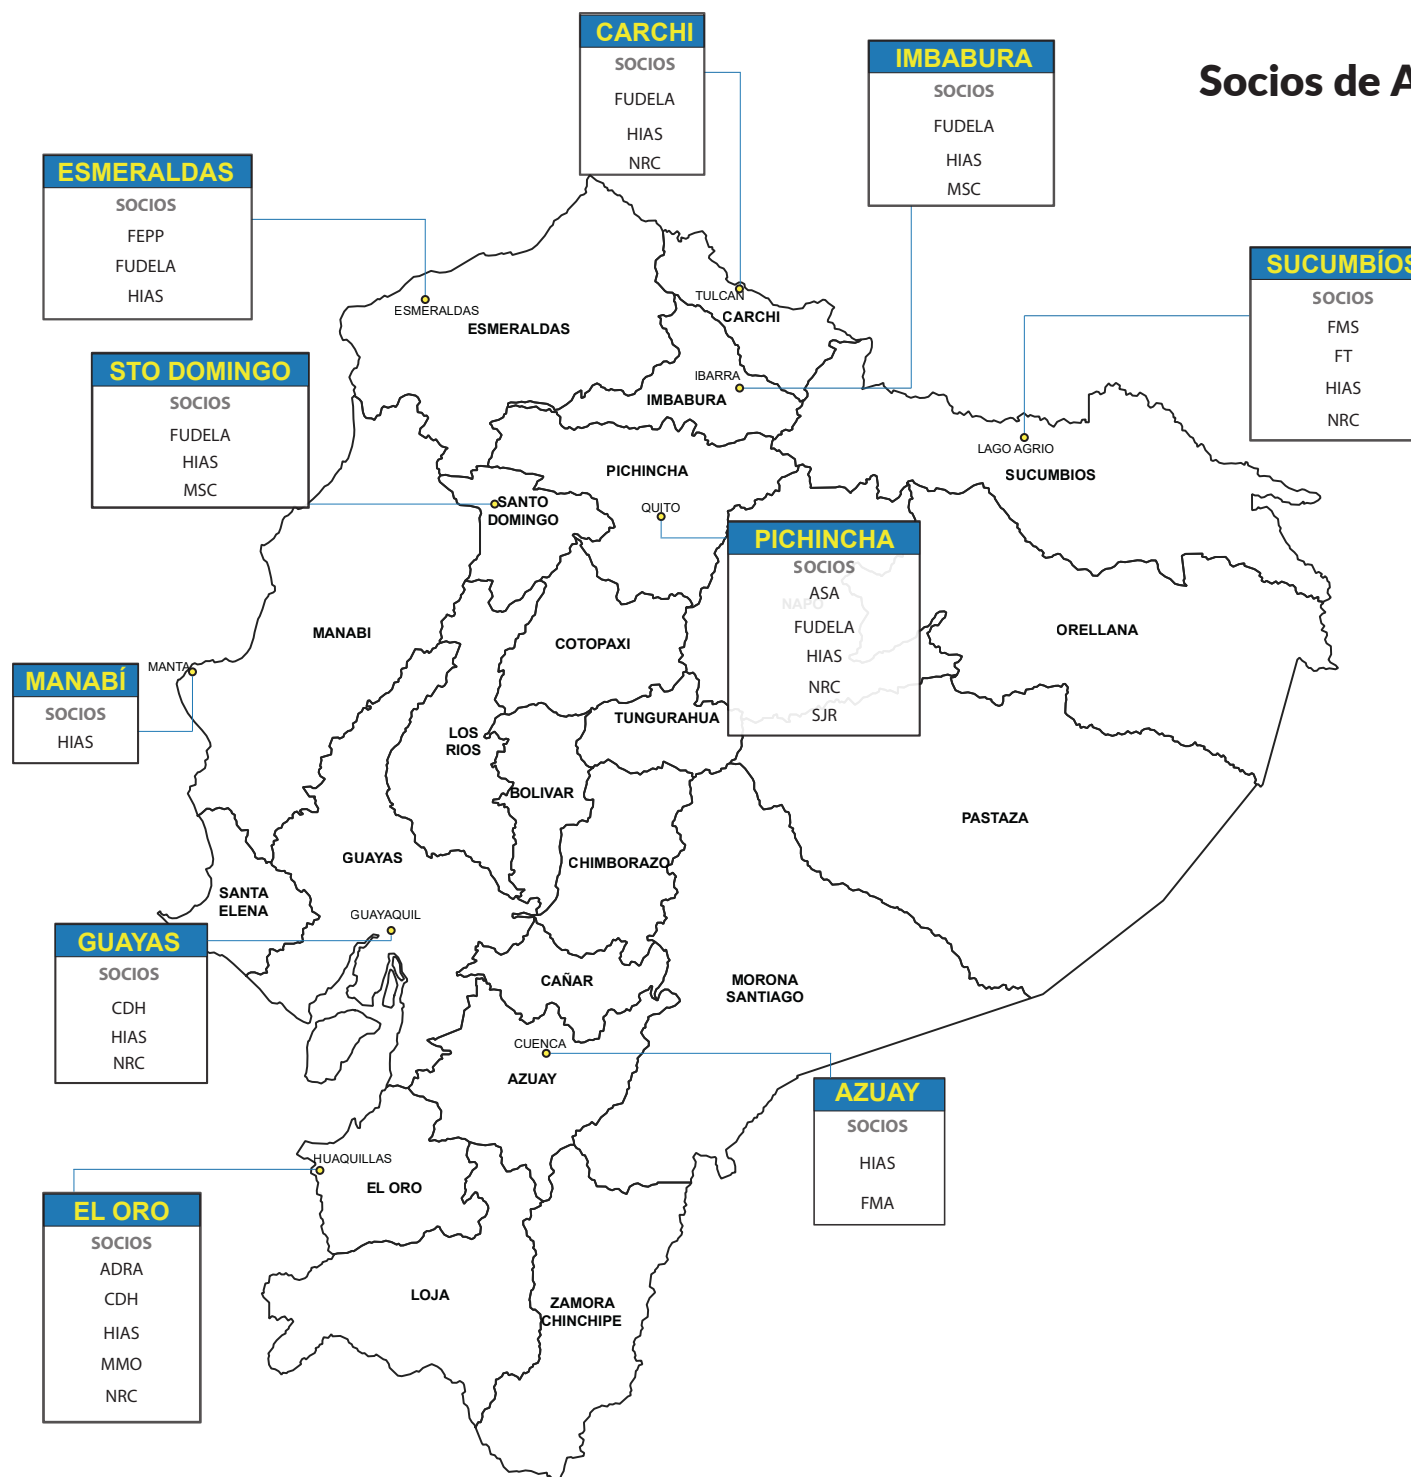 Socios de A
CARCHI
SOCIOS
FUDELA
HIAS
NRC
IMBABURA
SOCIOS
FUDELA
HIAS
MSC
ESMERALDAS
SOCIOS
FEPP
FUDELA
HIAS
SUCUMBÍOS
SOCIOS
FMS
FT
HIAS
NRC
STO DOMINGO
SOCIOS
FUDELA
HIAS
MSC
PICHINCHA
SOCIOS
ASA
FUDELA
HIAS
NRC
SJR
MANABÍ
SOCIOS
HIAS
GUAYAS
SOCIOS
CDH
HIAS
NRC
AZUAY
SOCIOS
HIAS
FMA
EL ORO
SOCIOS
ADRA
CDH
HIAS
MMO
NRC
ESMERALDAS
ESMERALDAS
TULCAN
CARCHI
IBARRA
IMBABURA
LAGO AGRIO
SUCUMBIOS
PICHINCHA
QUITO
SANTO
DOMINGO
NAPO
ORELLANA
MANABI
MANTA
COTOPAXI
TUNGURAHUA
LOS
RIOS
BOLIVAR
PASTAZA
GUAYAS
CHIMBORAZO
SANTA
ELENA
GUAYAQUIL
CAÑAR
MORONA
SANTIAGO
CUENCA
AZUAY
HUAQUILLAS
EL ORO
LOJA
ZAMORA
CHINCHIPE